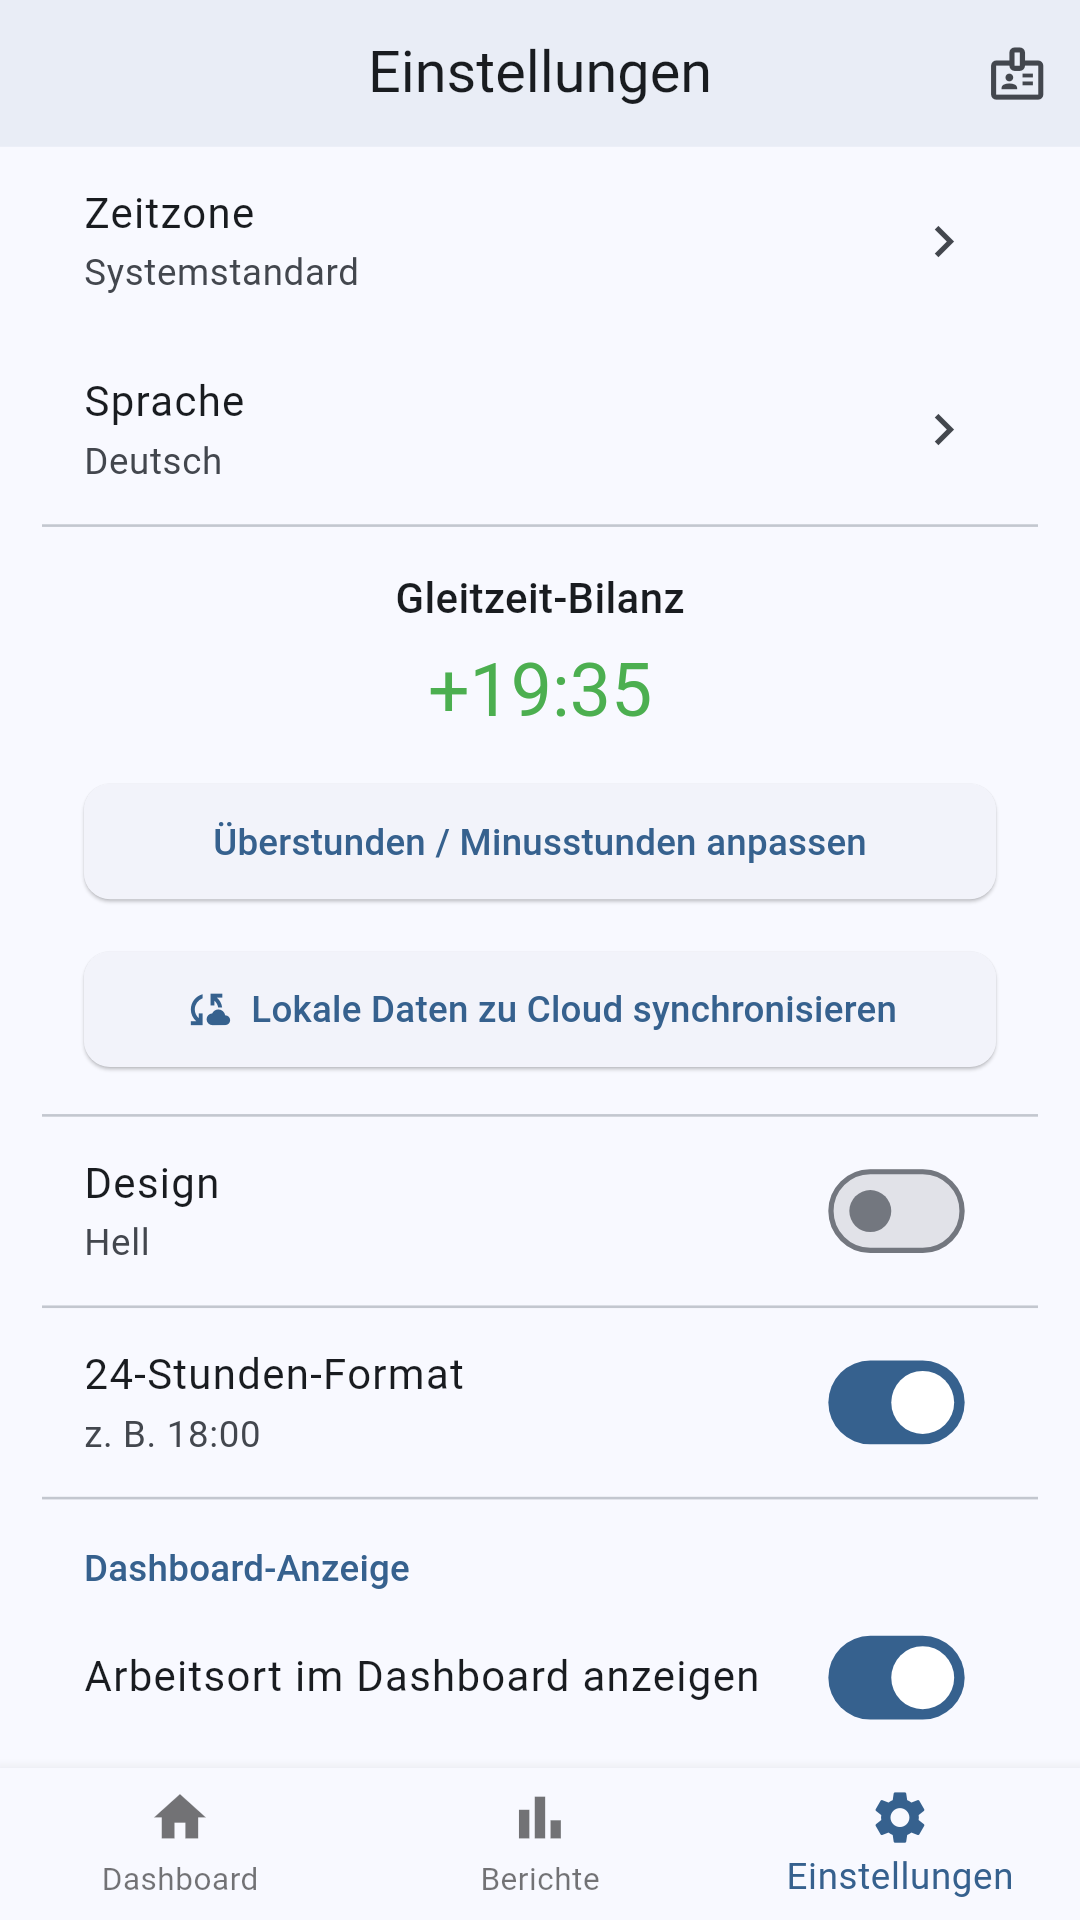 Einstellungen
Zeitzone
Systemstandard
Sprache
Deutsch
Gleitzeit-Bilanz
+19:35
Überstunden / Minusstunden anpassen
Lokale Daten zu Cloud synchronisieren
Design
Hell
24-Stunden-Format
z. B. 18:00
Dashboard-Anzeige
Arbeitsort im Dashboard anzeigen
Dashboard
Berichte
Einstellungen